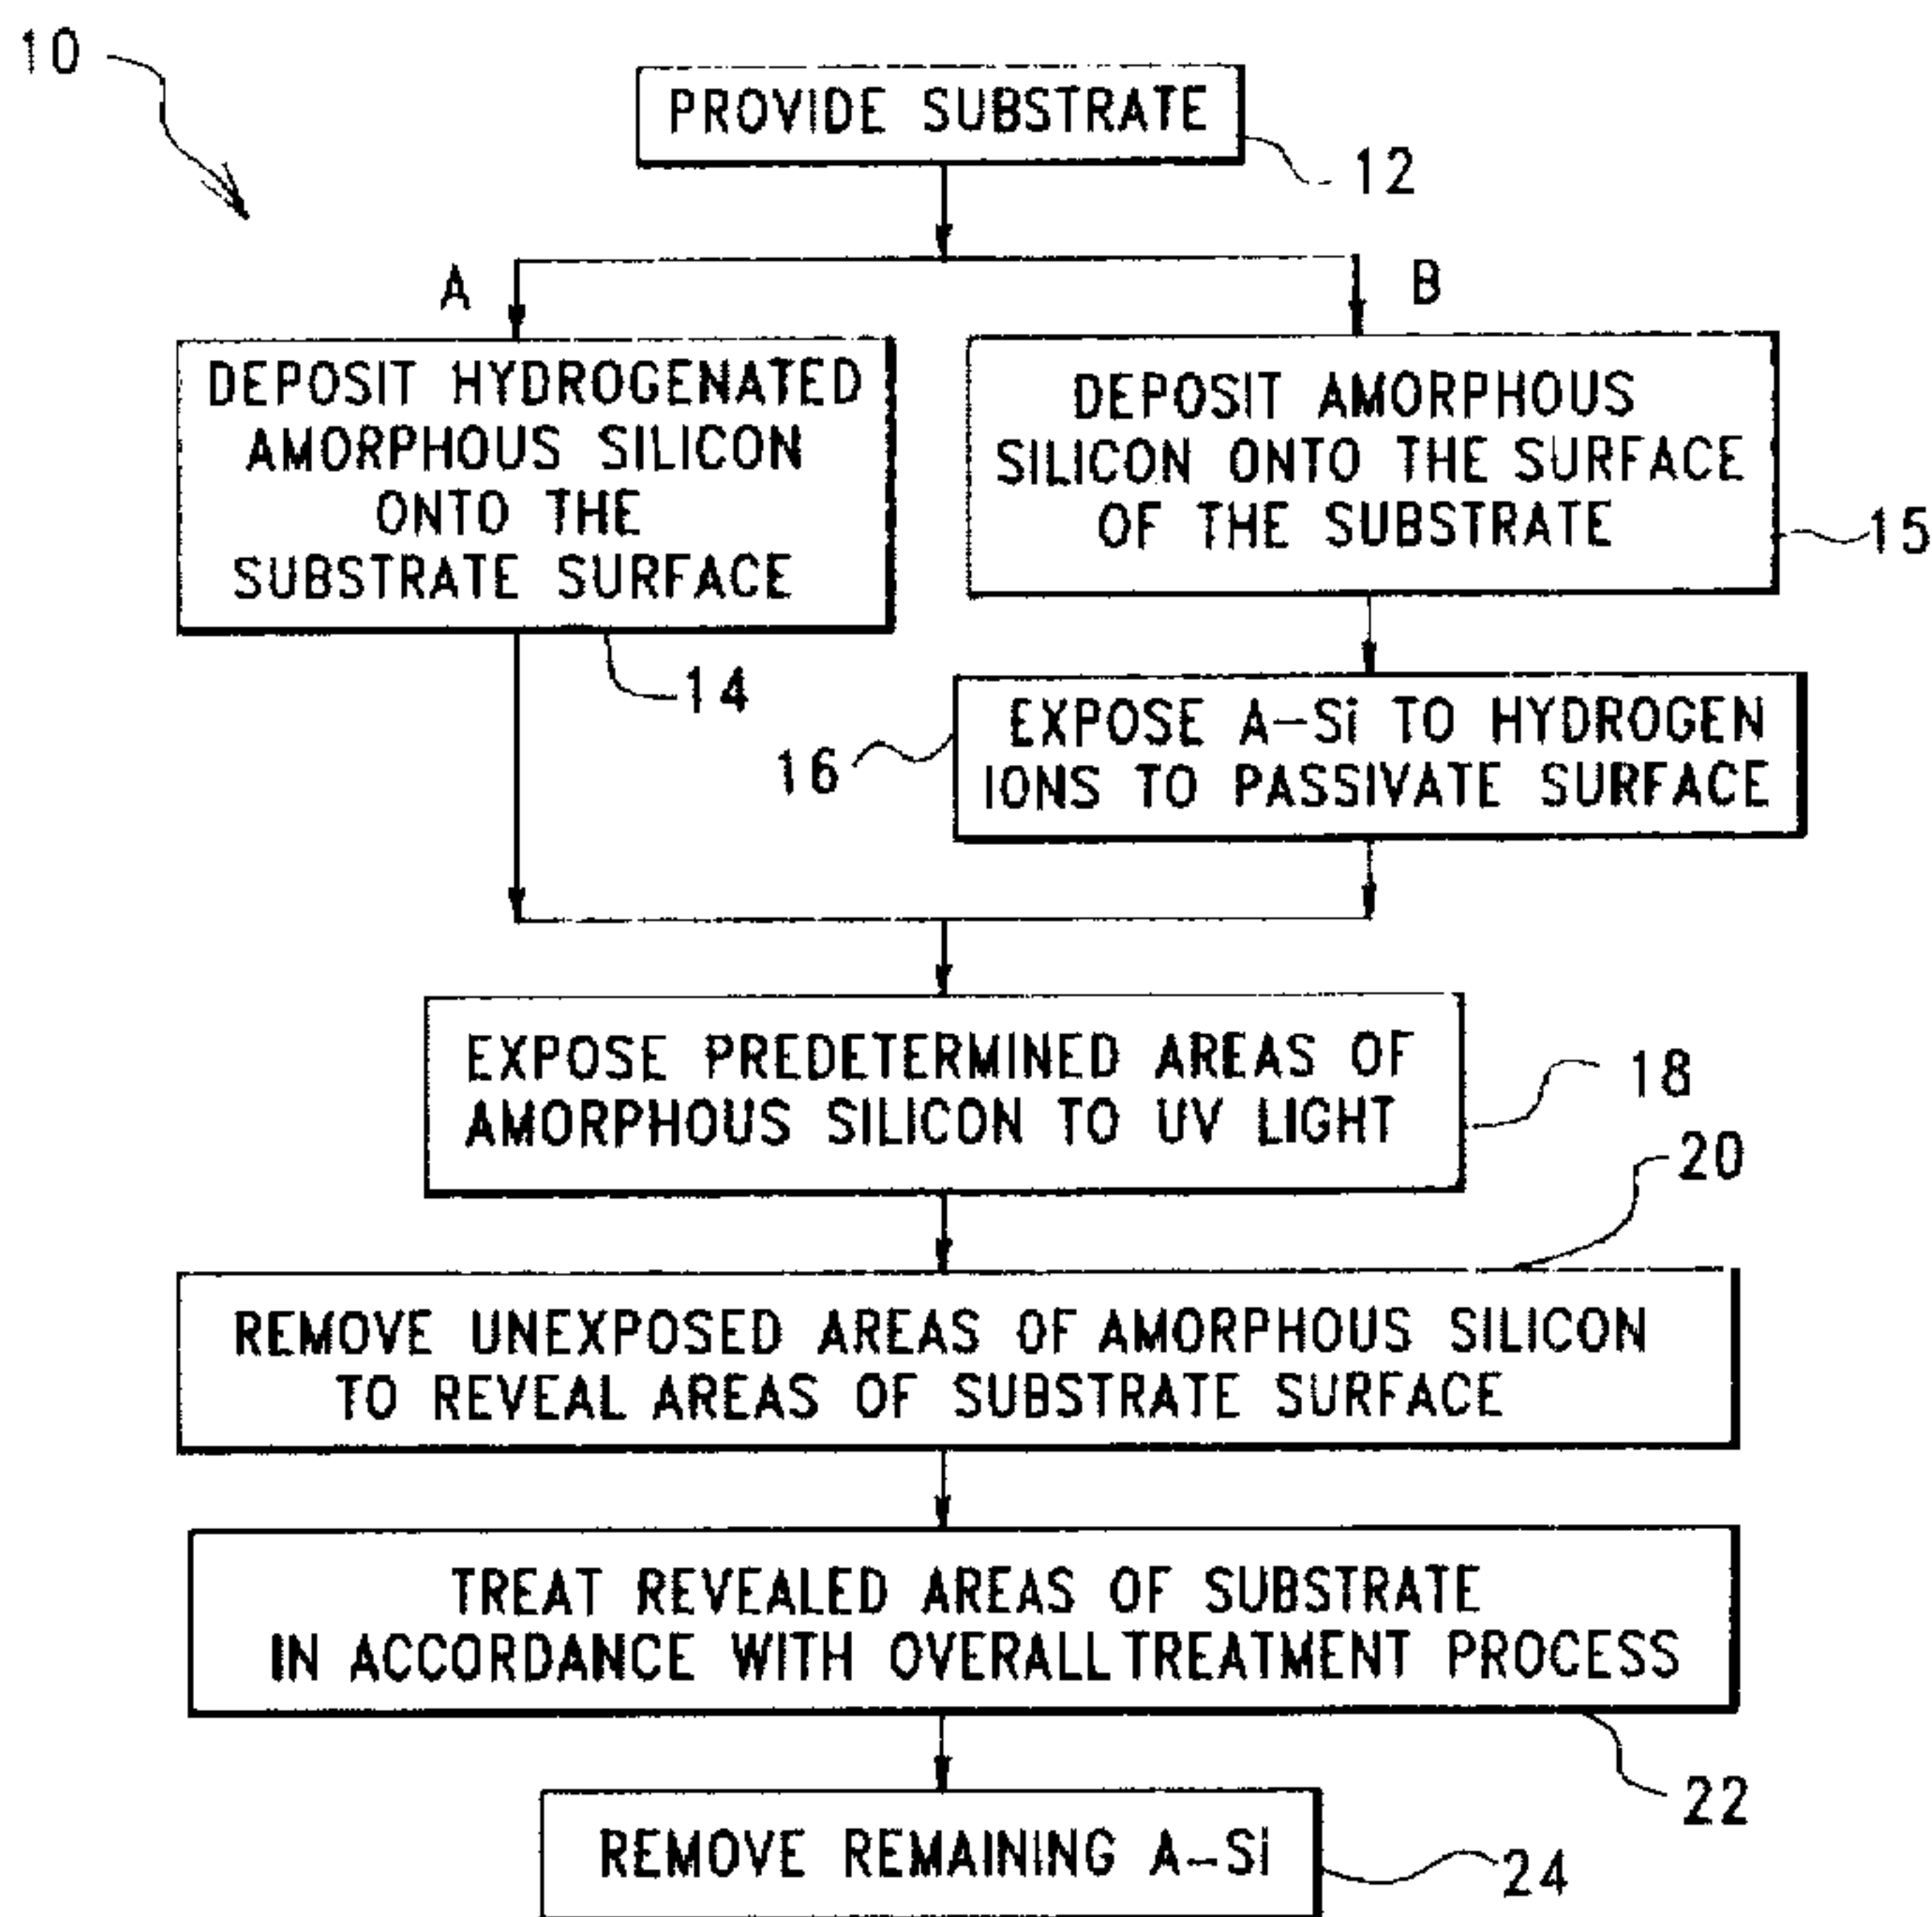 10
PROVIDE SUBSTRATE
12
A
B
DEPOSIT HYDROGENATED
AMORPHOUS SILICON
ONTO THE
SUBSTRATE SURFACE
14
DEPOSIT AMORPHOUS
SILICON ONTO THE SURFACE
OF THE SUBSTRATE
15
EXPOSE A-Si TO HYDROGEN
IONS TO PASSIVATE SURFACE
16
EXPOSE PREDETERMINED AREAS OF
AMORPHOUS SILICON TO UV LIGHT
18
20
REMOVE UNEXPOSED AREAS OF AMORPHOUS SILICON
TO REVEAL AREAS OF SUBSTRATE SURFACE
TREAT REVEALED AREAS OF SUBSTRATE
IN ACCORDANCE WITH OVERALL TREATMENT PROCESS
22
REMOVE REMAINING A-Si
24